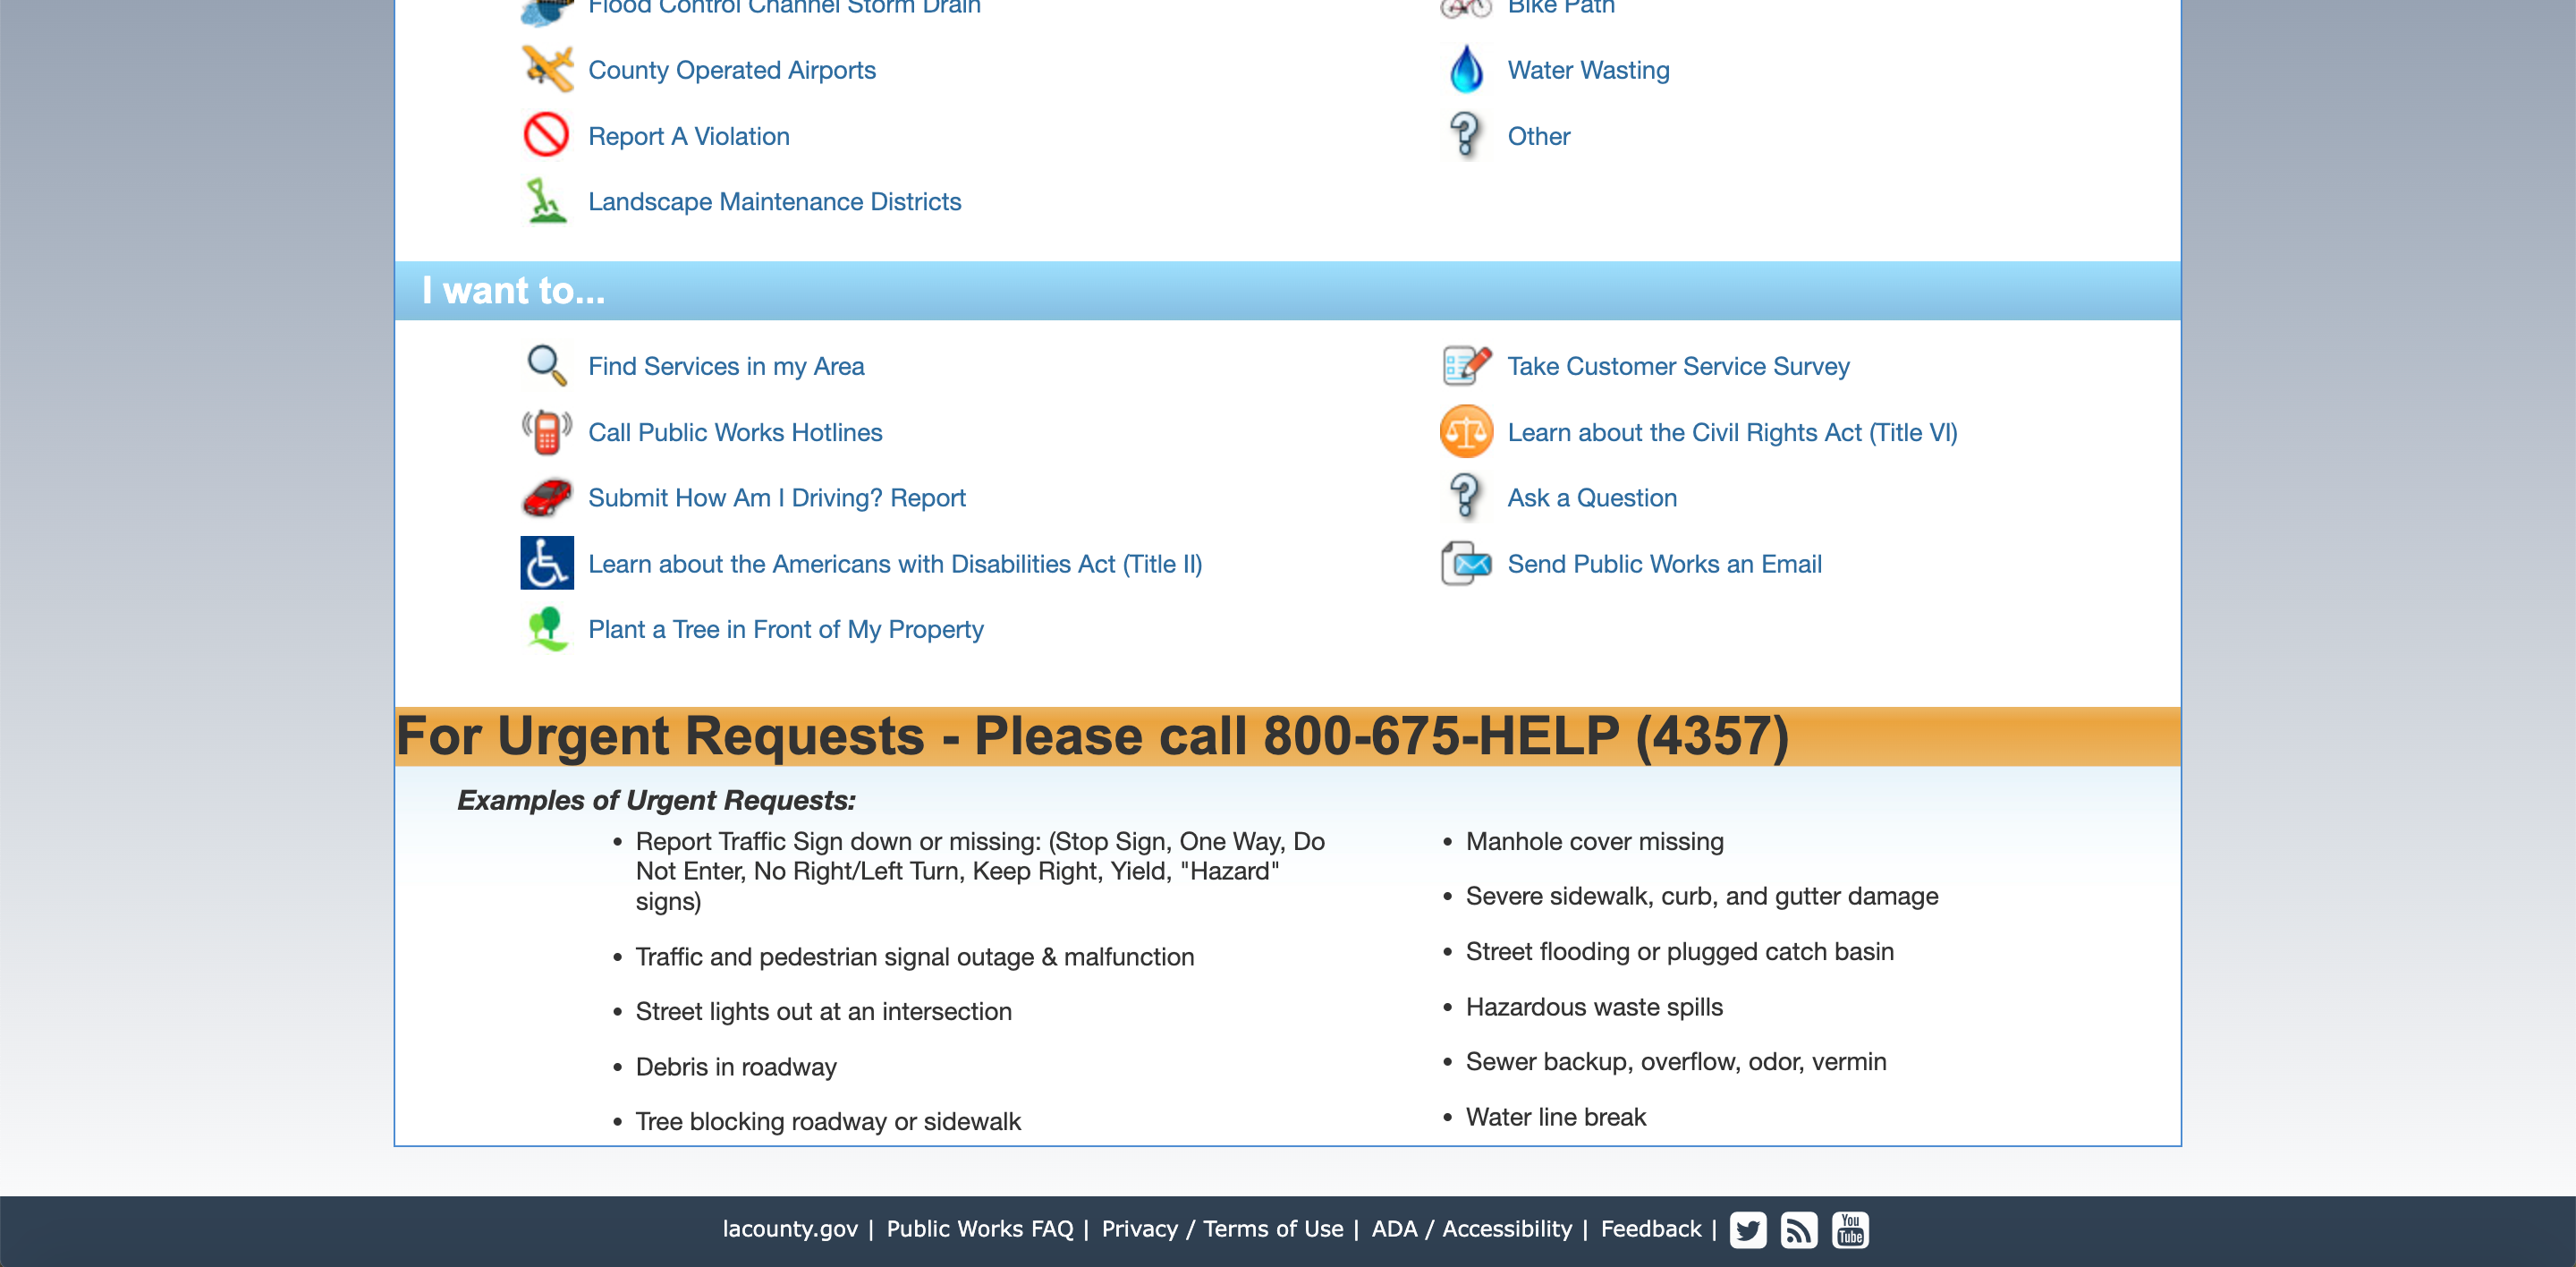 Flood Control Channel Storm Drain
County Operated Airports
Report A Violation
Landscape Maintenance Districts
Bike Path
Water Wasting
Other
I want to...
Find Services in my Area
Call Public Works Hotlines
Submit How Am I Driving? Report
Learn about the Americans with Disabilities Act (Title II)
Plant a Tree in Front of My Property
Take Customer Service Survey
Learn about the Civil Rights Act (Title VI)
Ask a Question
Send Public Works an Email
For Urgent Requests - Please call 800-675-HELP (4357)
Examples of Urgent Requests:
• Report Traffic Sign down or missing: (Stop Sign, One Way, Do
Not Enter, No Right/Left Turn, Keep Right, Yield, "Hazard"
signs)
• Traffic and pedestrian signal outage & malfunction
• Street lights out at an intersection
• Debris in roadway
• Tree blocking roadway or sidewalk
• Manhole cover missing
• Severe sidewalk, curb, and gutter damage
• Street flooding or plugged catch basin
• Hazardous waste spills
• Sewer backup, overflow, odor, vermin
• Water line break
lacounty.gov | Public Works FAQ | Privacy / Terms of Use | ADA / Accessibility | Feedback |
You
Tube